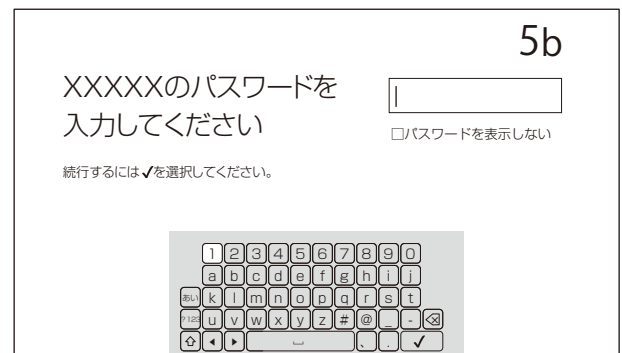 5b
XXXXXのパスワードを
入力してください
□パスワードを表示しない
続行するには✓を選択してください。
1 2 3 4 5 6 7 8 9 0
a b c d e f g h i j
あい k l m n o p q r s t
?123 u v w x y z # @ _ -
、 . ✓